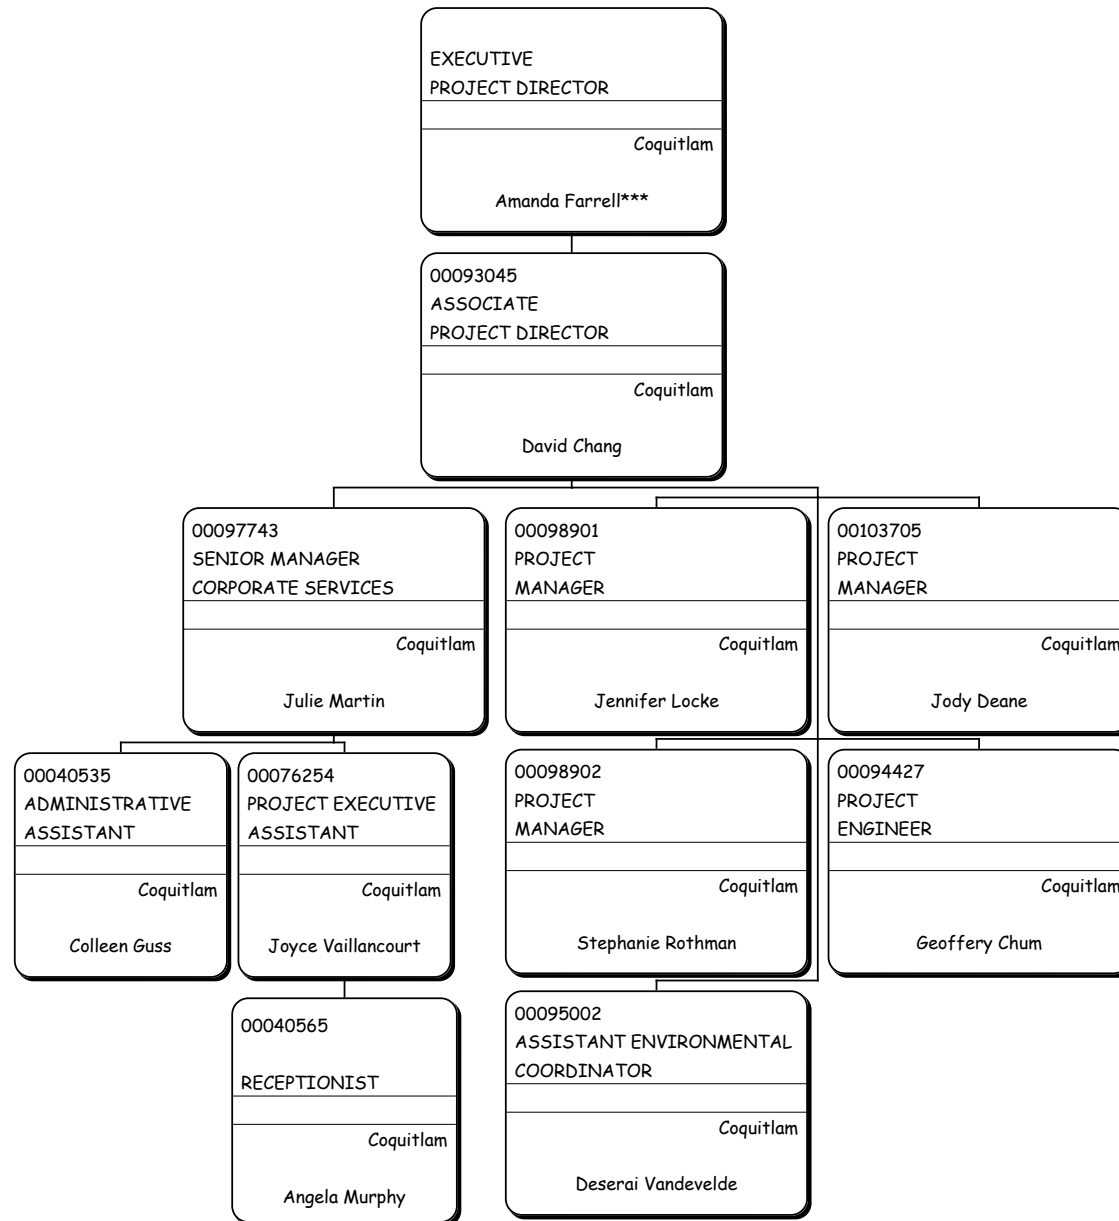 EXECUTIVE
PROJECT DIRECTOR
Coquitlam
Amanda Farrell***
00093045
ASSOCIATE
PROJECT DIRECTOR
Coquitlam
David Chang
00097743
SENIOR MANAGER
CORPORATE SERVICES
Coquitlam
Julie Martin
00098901
PROJECT
MANAGER
Coquitlam
Jennifer Locke
00103705
PROJECT
MANAGER
Coquitlam
Jody Deane
00040535
ADMINISTRATIVE
ASSISTANT
Coquitlam
Colleen Guss
00076254
PROJECT EXECUTIVE
ASSISTANT
Coquitlam
Joyce Vaillancourt
00098902
PROJECT
MANAGER
Coquitlam
Stephanie Rothman
00094427
PROJECT
ENGINEER
Coquitlam
Geoffery Chum
00040565
RECEPTIONIST
Coquitlam
Angela Murphy
00095002
ASSISTANT ENVIRONMENTAL
COORDINATOR
Coquitlam
Deserai Vandevelde